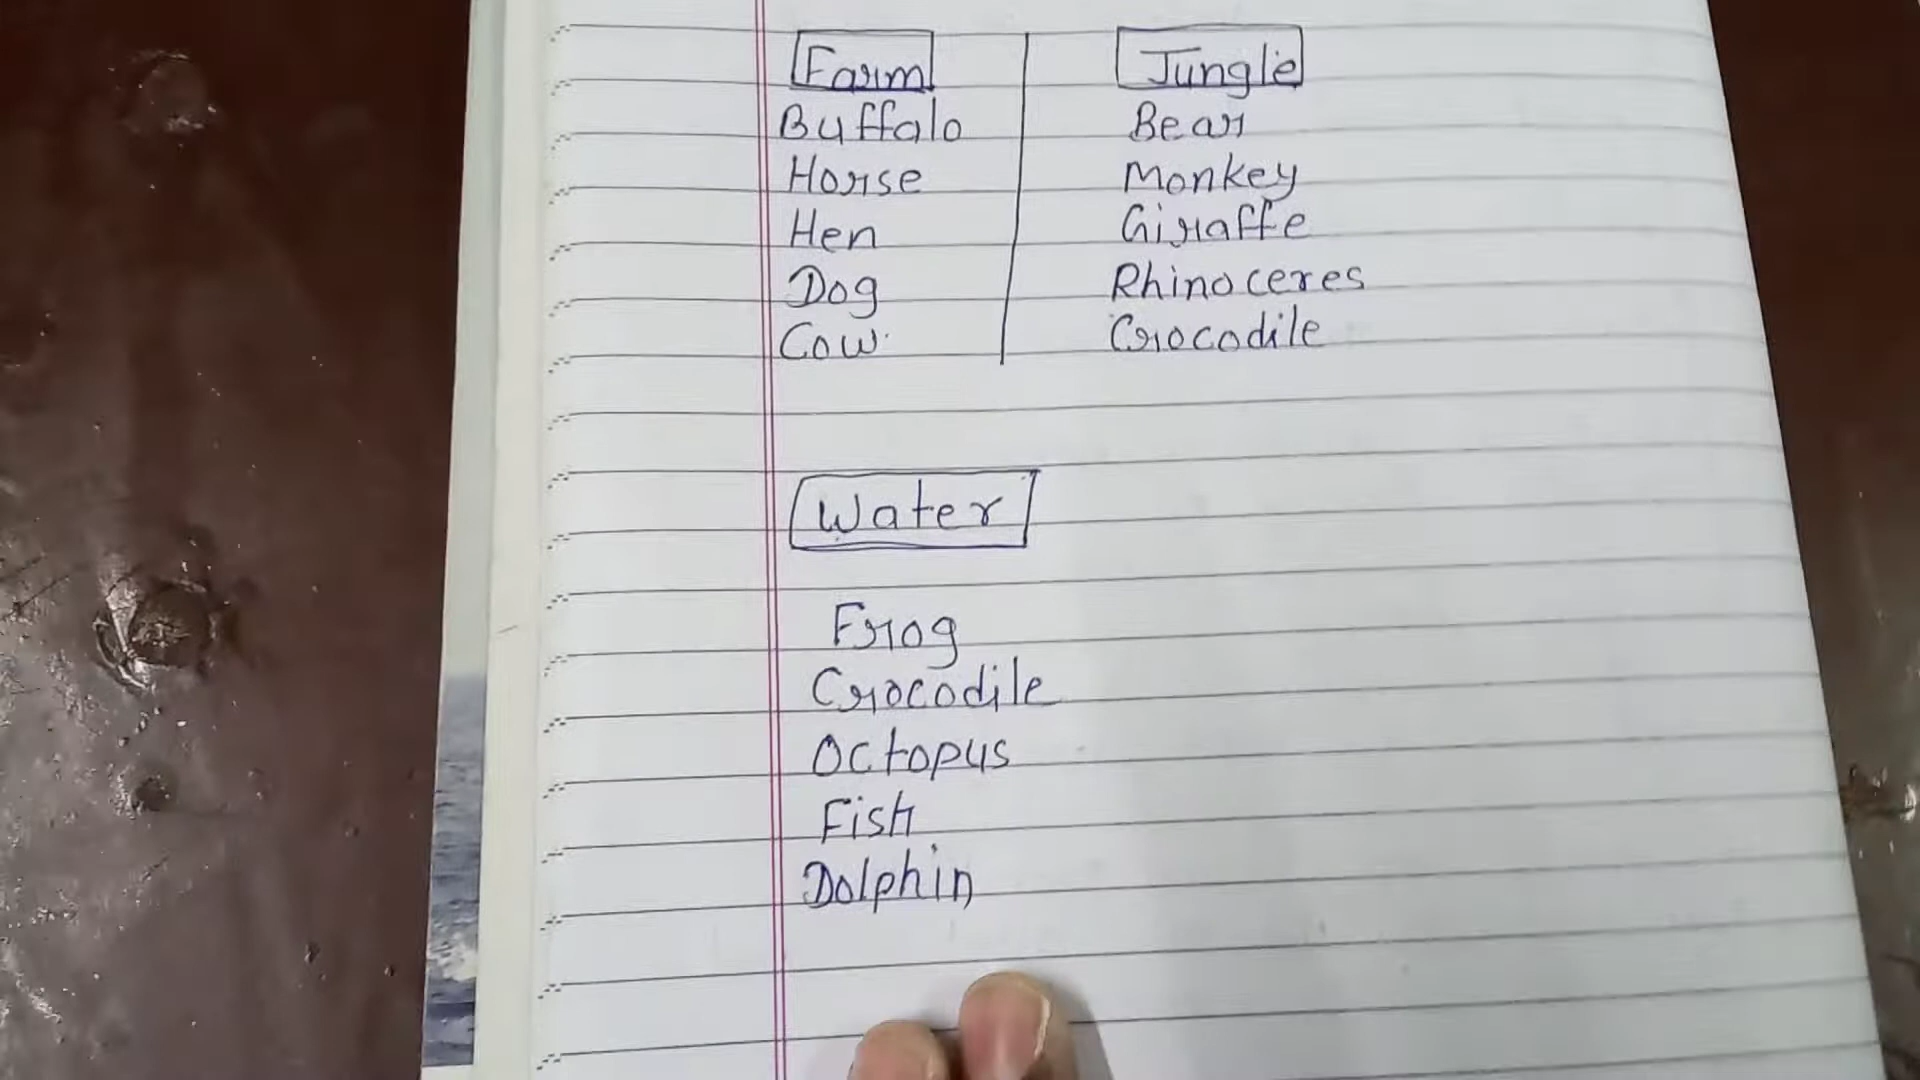 Farm Jungle
Buffalo Bear
Horse Monkey
Hen Giraffe
Dog Rhinoceres
Cow Crocodile
Water
Frog
Crocodile
Octopus
Fish
Dolphin